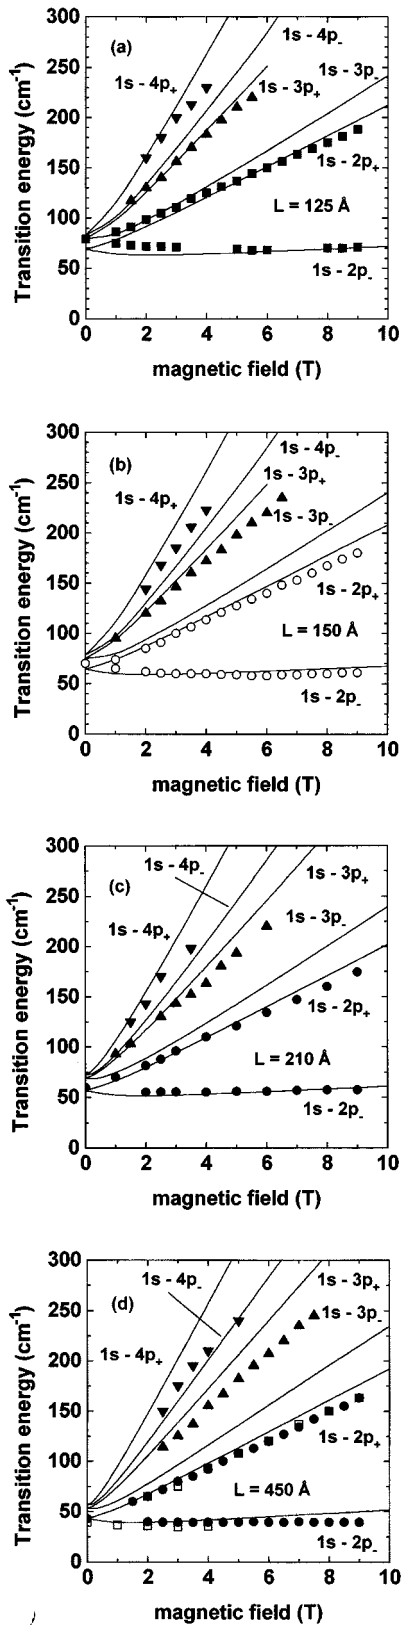 300
250
200
150
100
50
0
Transition energy (cm⁻¹)
(a)
1s - 4p₋
1s - 4p₊
1s - 3p₋
1s - 3p₊
1s - 2p₊
L = 125 Å
1s - 2p₋
0 2 4 6 8 10
magnetic field (T)
300
250
200
150
100
50
0
Transition energy (cm⁻¹)
(b)
1s - 4p₋
1s - 3p₊
1s - 4p₊
1s - 3p₋
1s - 2p₊
L = 150 Å
1s - 2p₋
0 2 4 6 8 10
magnetic field (T)
300
250
200
150
100
50
0
Transition energy (cm⁻¹)
1s - 4p₋
(c)
1s - 3p₊
1s - 4p₊
1s - 3p₋
1s - 2p₊
L = 210 Å
1s - 2p₋
0 2 4 6 8 10
magnetic field (T)
300
250
200
150
100
50
0
Transition energy (cm⁻¹)
1s - 4p₋
1s - 3p₊
(d)
1s - 3p₋
1s - 4p₊
1s - 2p₊
L = 450 Å
1s - 2p₋
0 2 4 6 8 10
magnetic field (T)